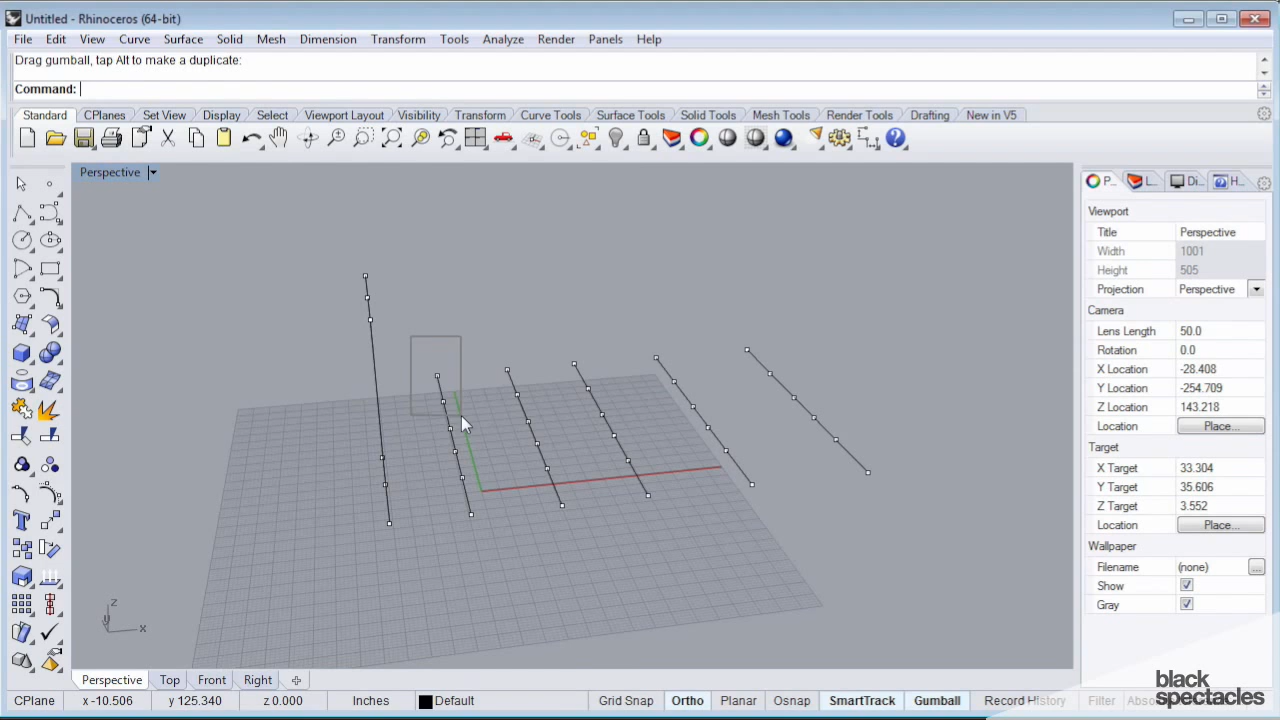 Untitled - Rhinoceros (64-bit)
File Edit View Curve Surface Solid Mesh Dimension Transform Tools Analyze Render Panels Help
Drag gumball, tap Alt to make a duplicate:
Command:
Standard CPlanes Set View Display Select Viewport Layout Visibility Transform Curve Tools Surface Tools Solid Tools Mesh Tools Render Tools Drafting New in V5
Perspective
P... L... Di... H...
Viewport
Title Perspective
Width 1001
Height 505
Projection Perspective
Camera
Lens Length 50.0
Rotation 0.0
X Location -28.408
Y Location -254.709
Z Location 143.218
Location Place...
Target
X Target 33.304
Y Target 35.606
Z Target 3.552
Location Place...
Wallpaper
Filename (none) ...
Show
Gray
z
x
Perspective Top Front Right
CPlane x -10.506 y 125.340 z 0.000 Inches Default Grid Snap Ortho Planar Osnap SmartTrack Gumball Record History Filter
black
spectacles